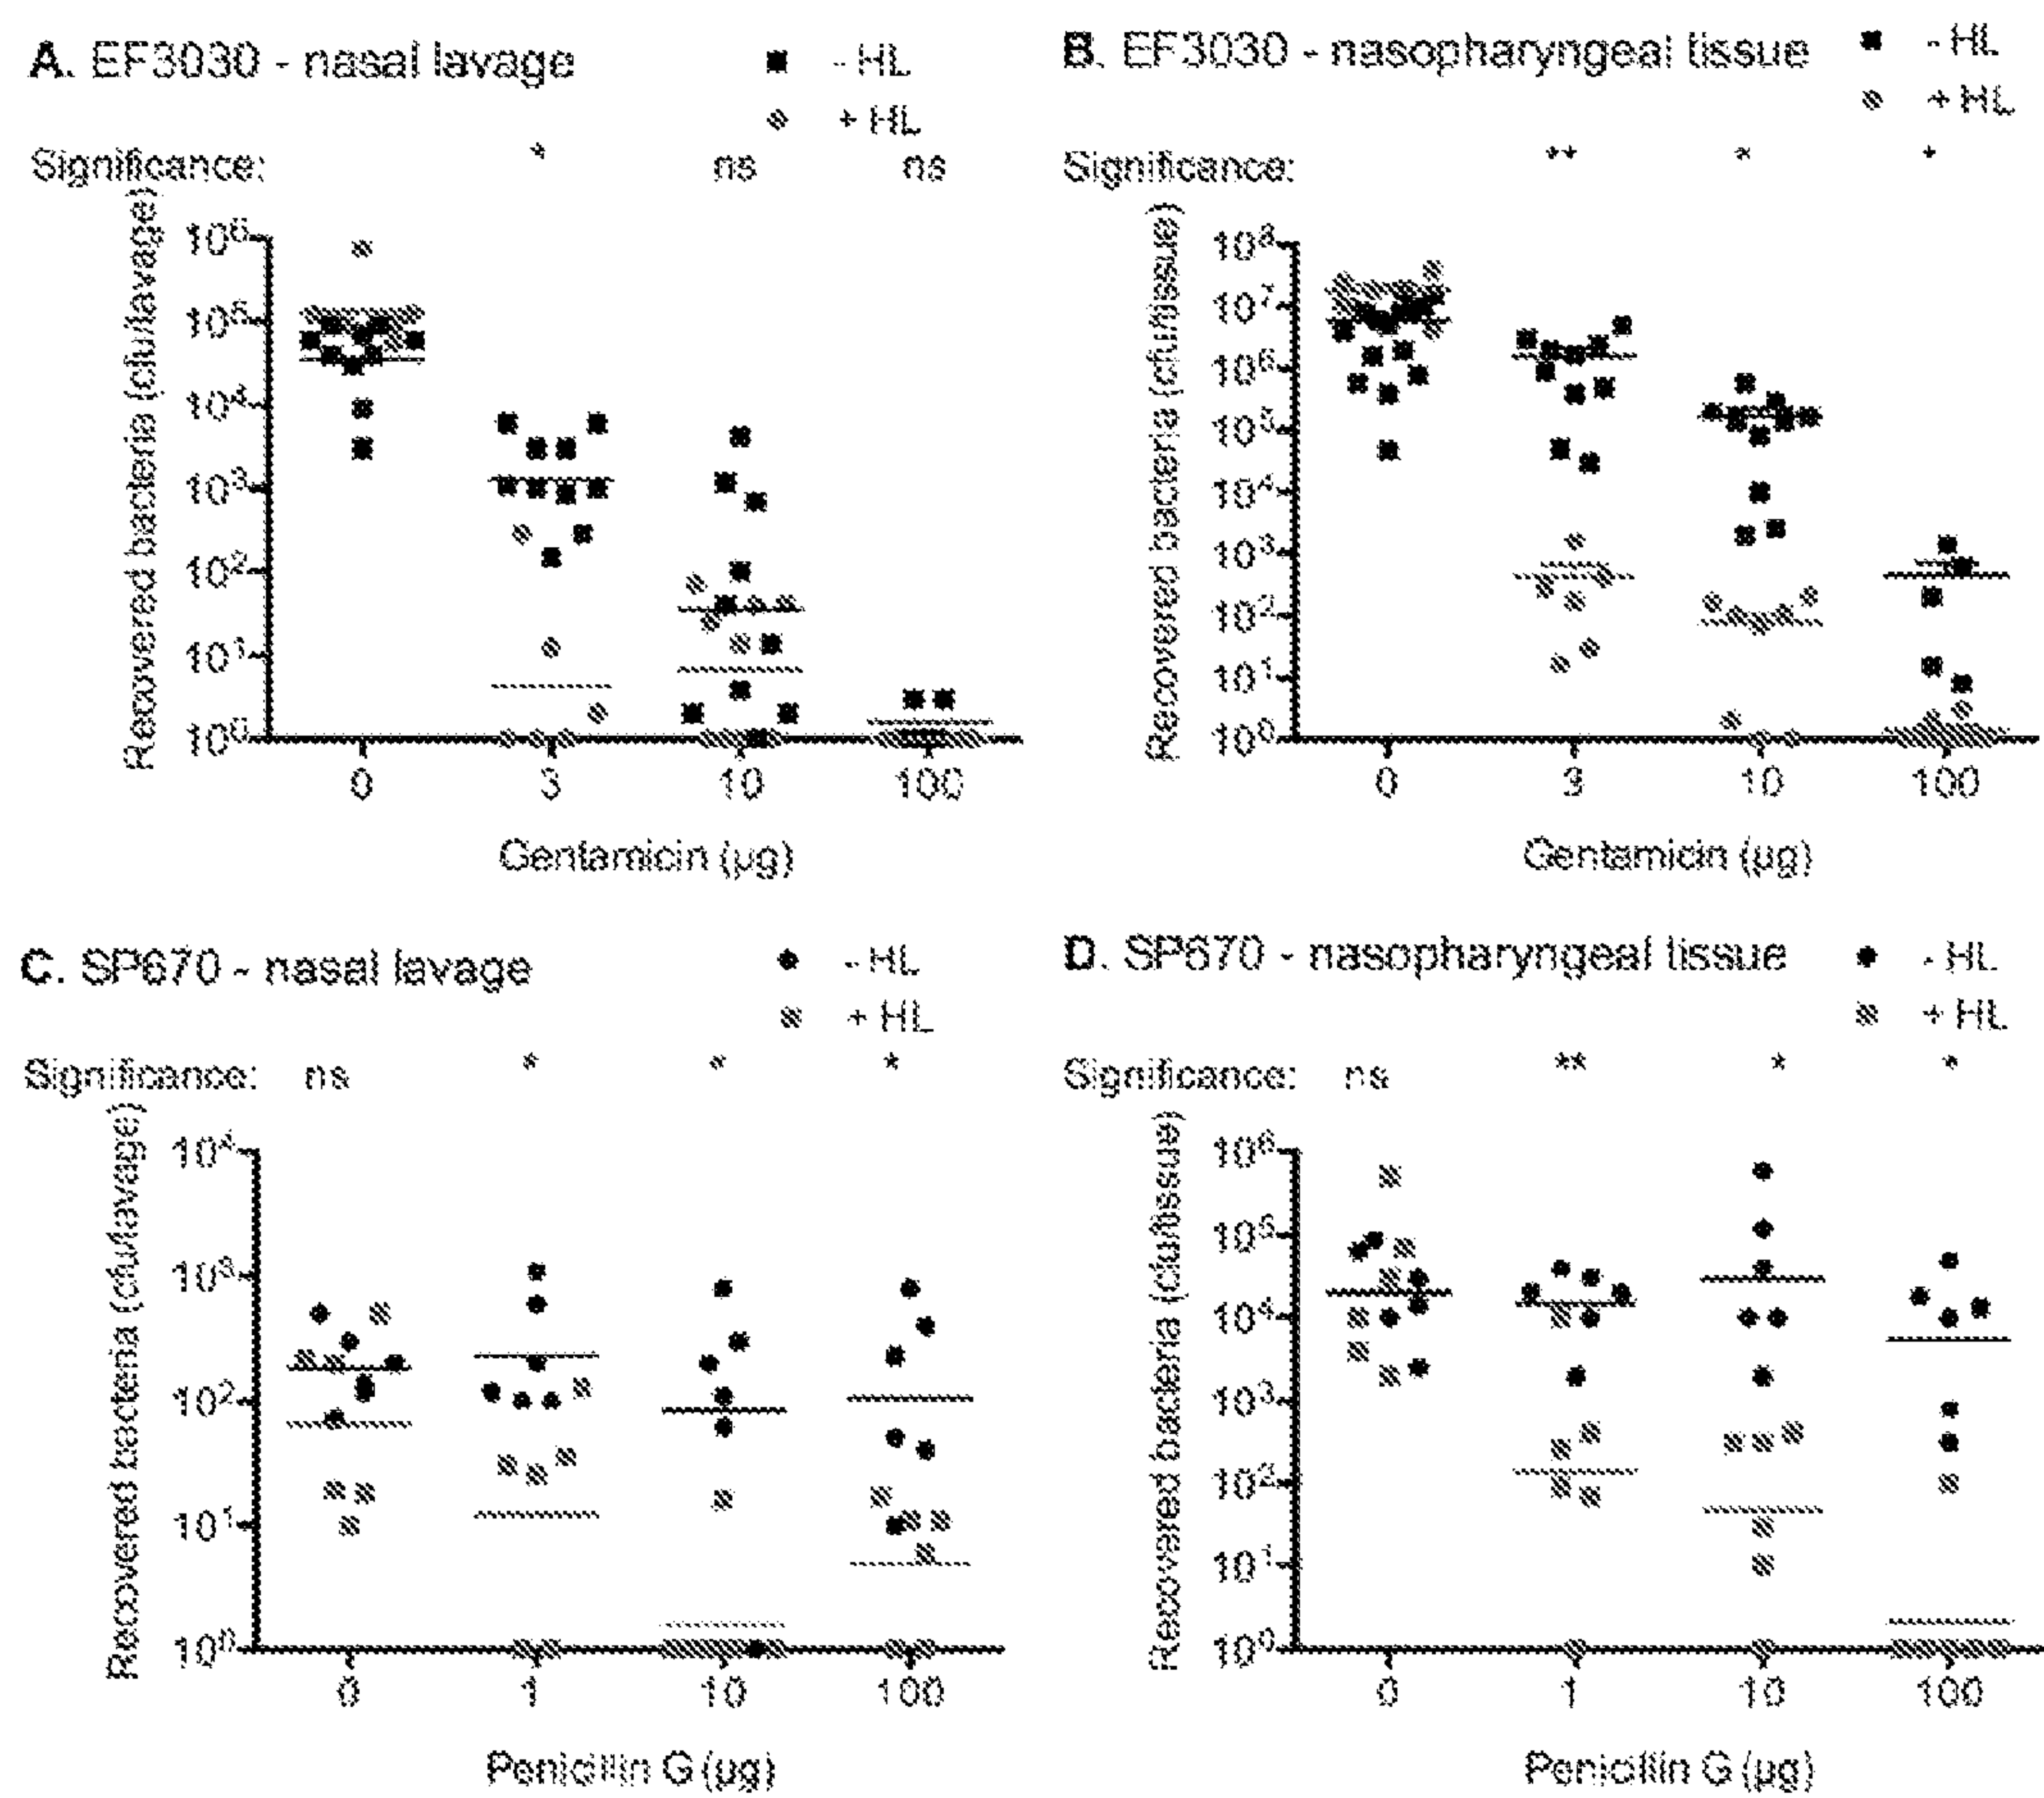 A. EF3030 - nasal lavage
- HL
+ HL
Significance: * ns ns
Recovered bacteria (cfu/lavage)
10⁶
10⁵
10⁴
10³
10²
10¹
10⁰
0 3 10 100
Gentamicin (µg)
B. EF3030 - nasopharyngeal tissue
- HL
+ HL
Significance: ** * *
Recovered bacteria (cfu/tissue)
10⁸
10⁷
10⁶
10⁵
10⁴
10³
10²
10¹
10⁰
0 3 10 100
Gentamicin (µg)
C. SP670 - nasal lavage
- HL
+ HL
Significance: ns * * *
Recovered bacteria (cfu/lavage)
10⁴
10³
10²
10¹
10⁰
0 1 10 100
Penicillin G (µg)
D. SP670 - nasopharyngeal tissue
- HL
+ HL
Significance: ns ** * *
Recovered bacteria (cfu/tissue)
10⁶
10⁵
10⁴
10³
10²
10¹
10⁰
0 1 10 100
Penicillin G (µg)